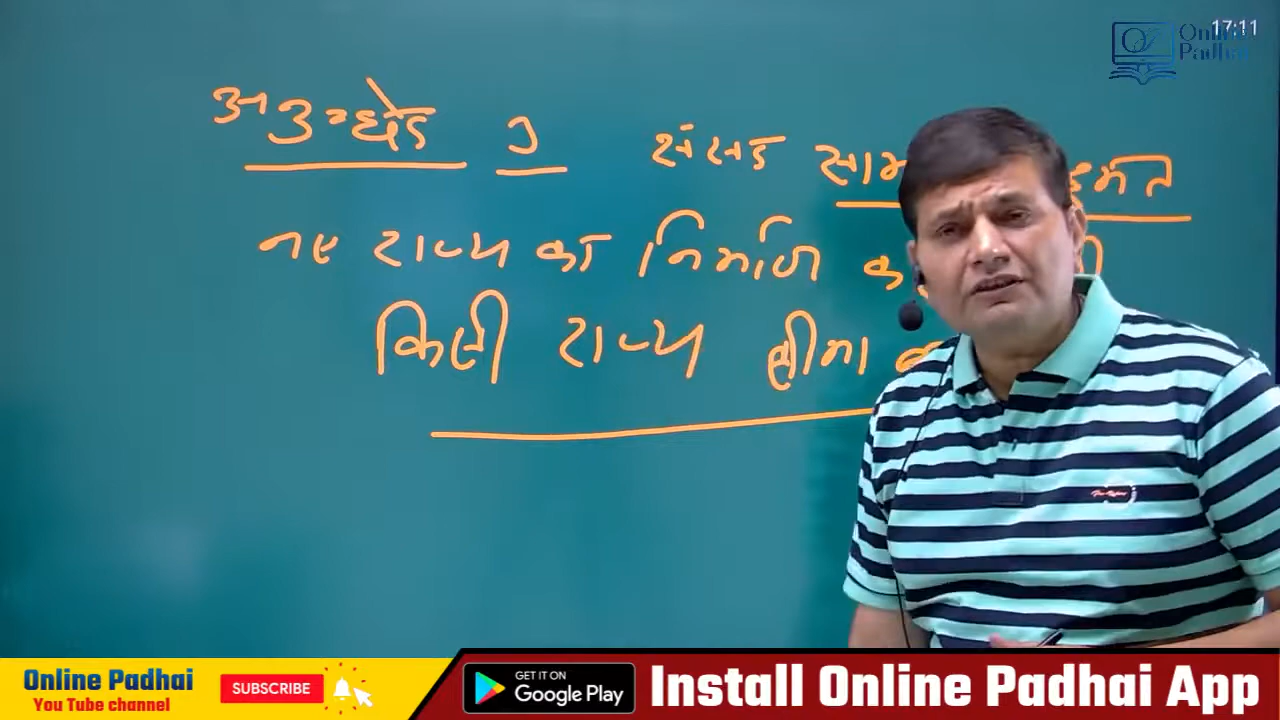 17:11
Online
Padhai
अनुच्छेद 3 संसद
नए राज्य का निर्माण
किसी राज्य सीमा
Online Padhai
You Tube channel
SUBSCRIBE
GET IT ON
Google Play
Install Online Padhai App